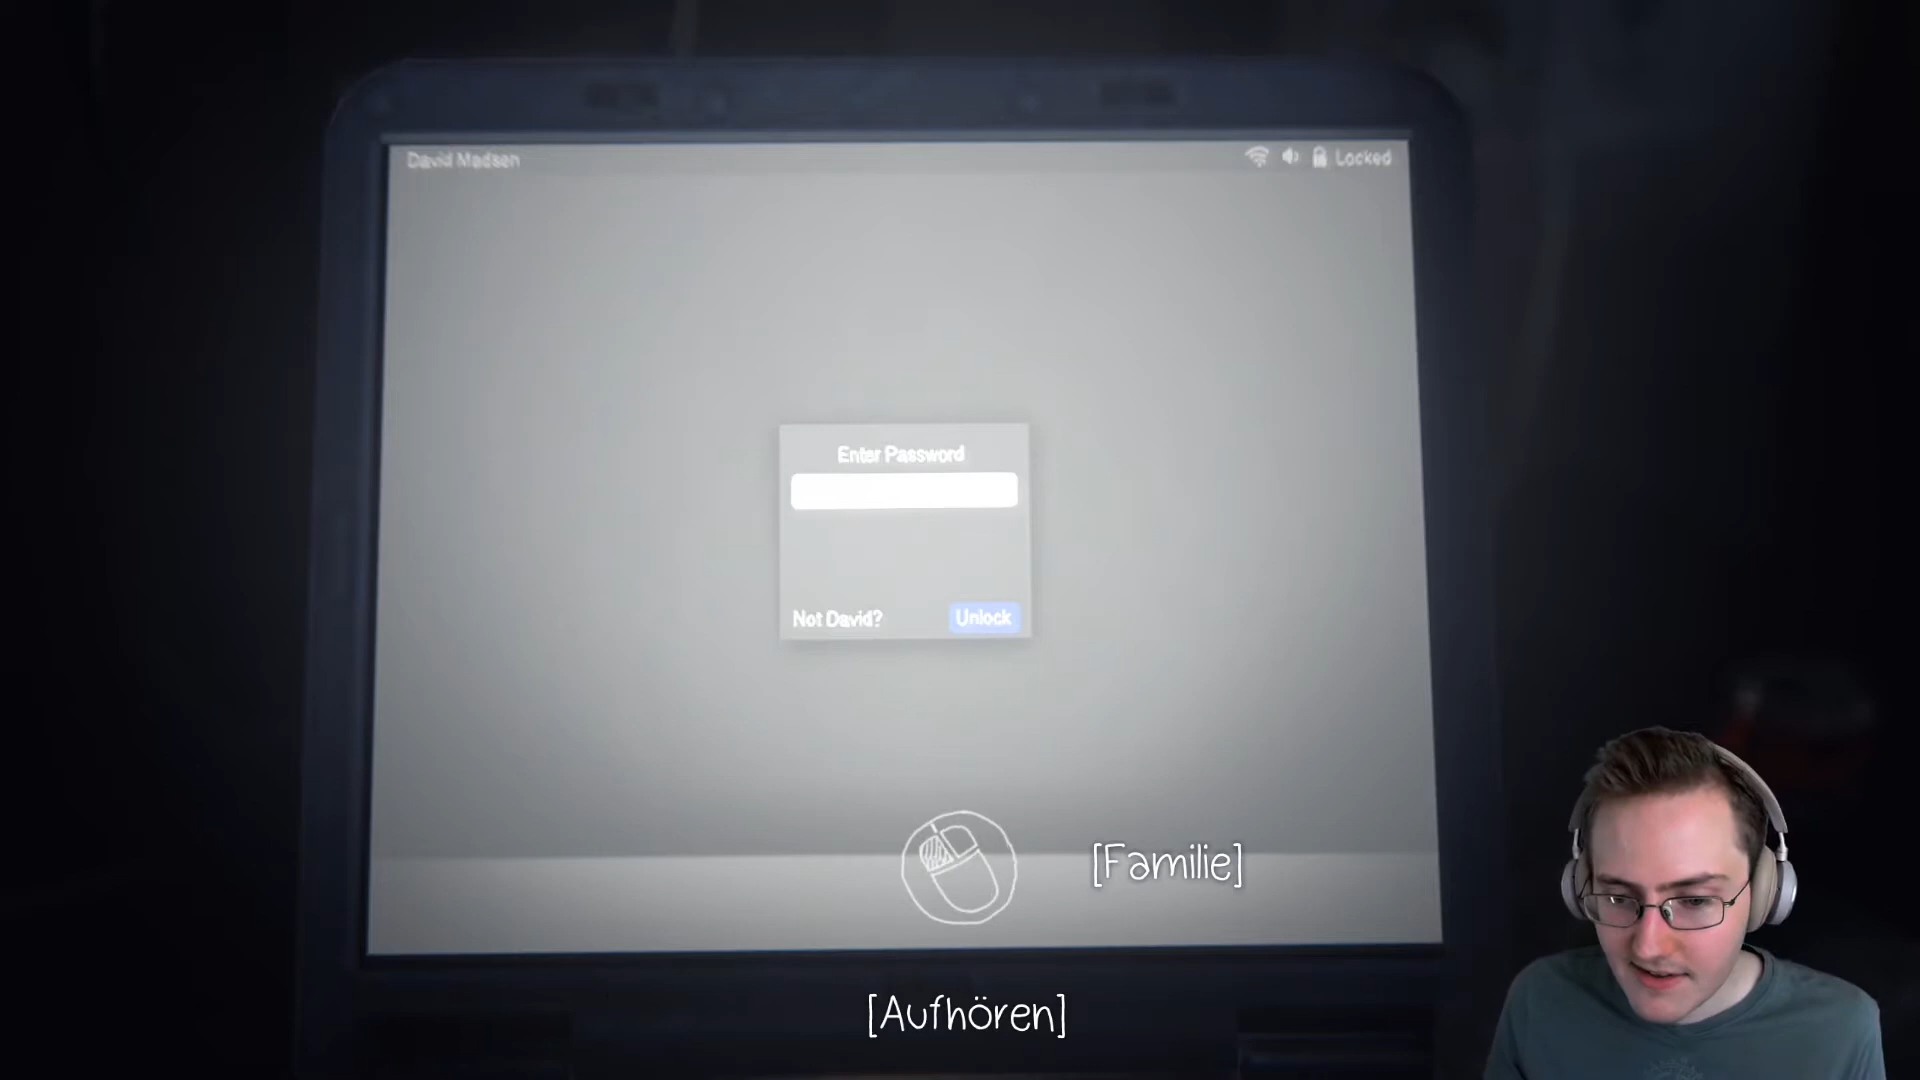 David Madsen
Locked
Enter Password
Not David?
Unlock
[Familie]
[Aufhören]